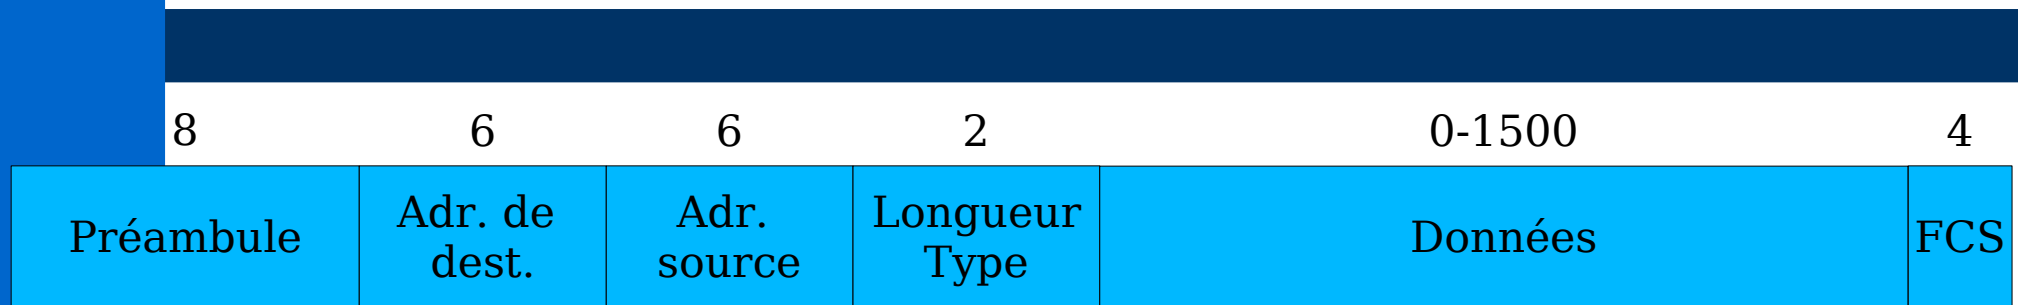 8 6 6 2 0-1500 4
Préambule
Adr. de
dest.
Adr.
source
Longueur
Type
Données
FCS